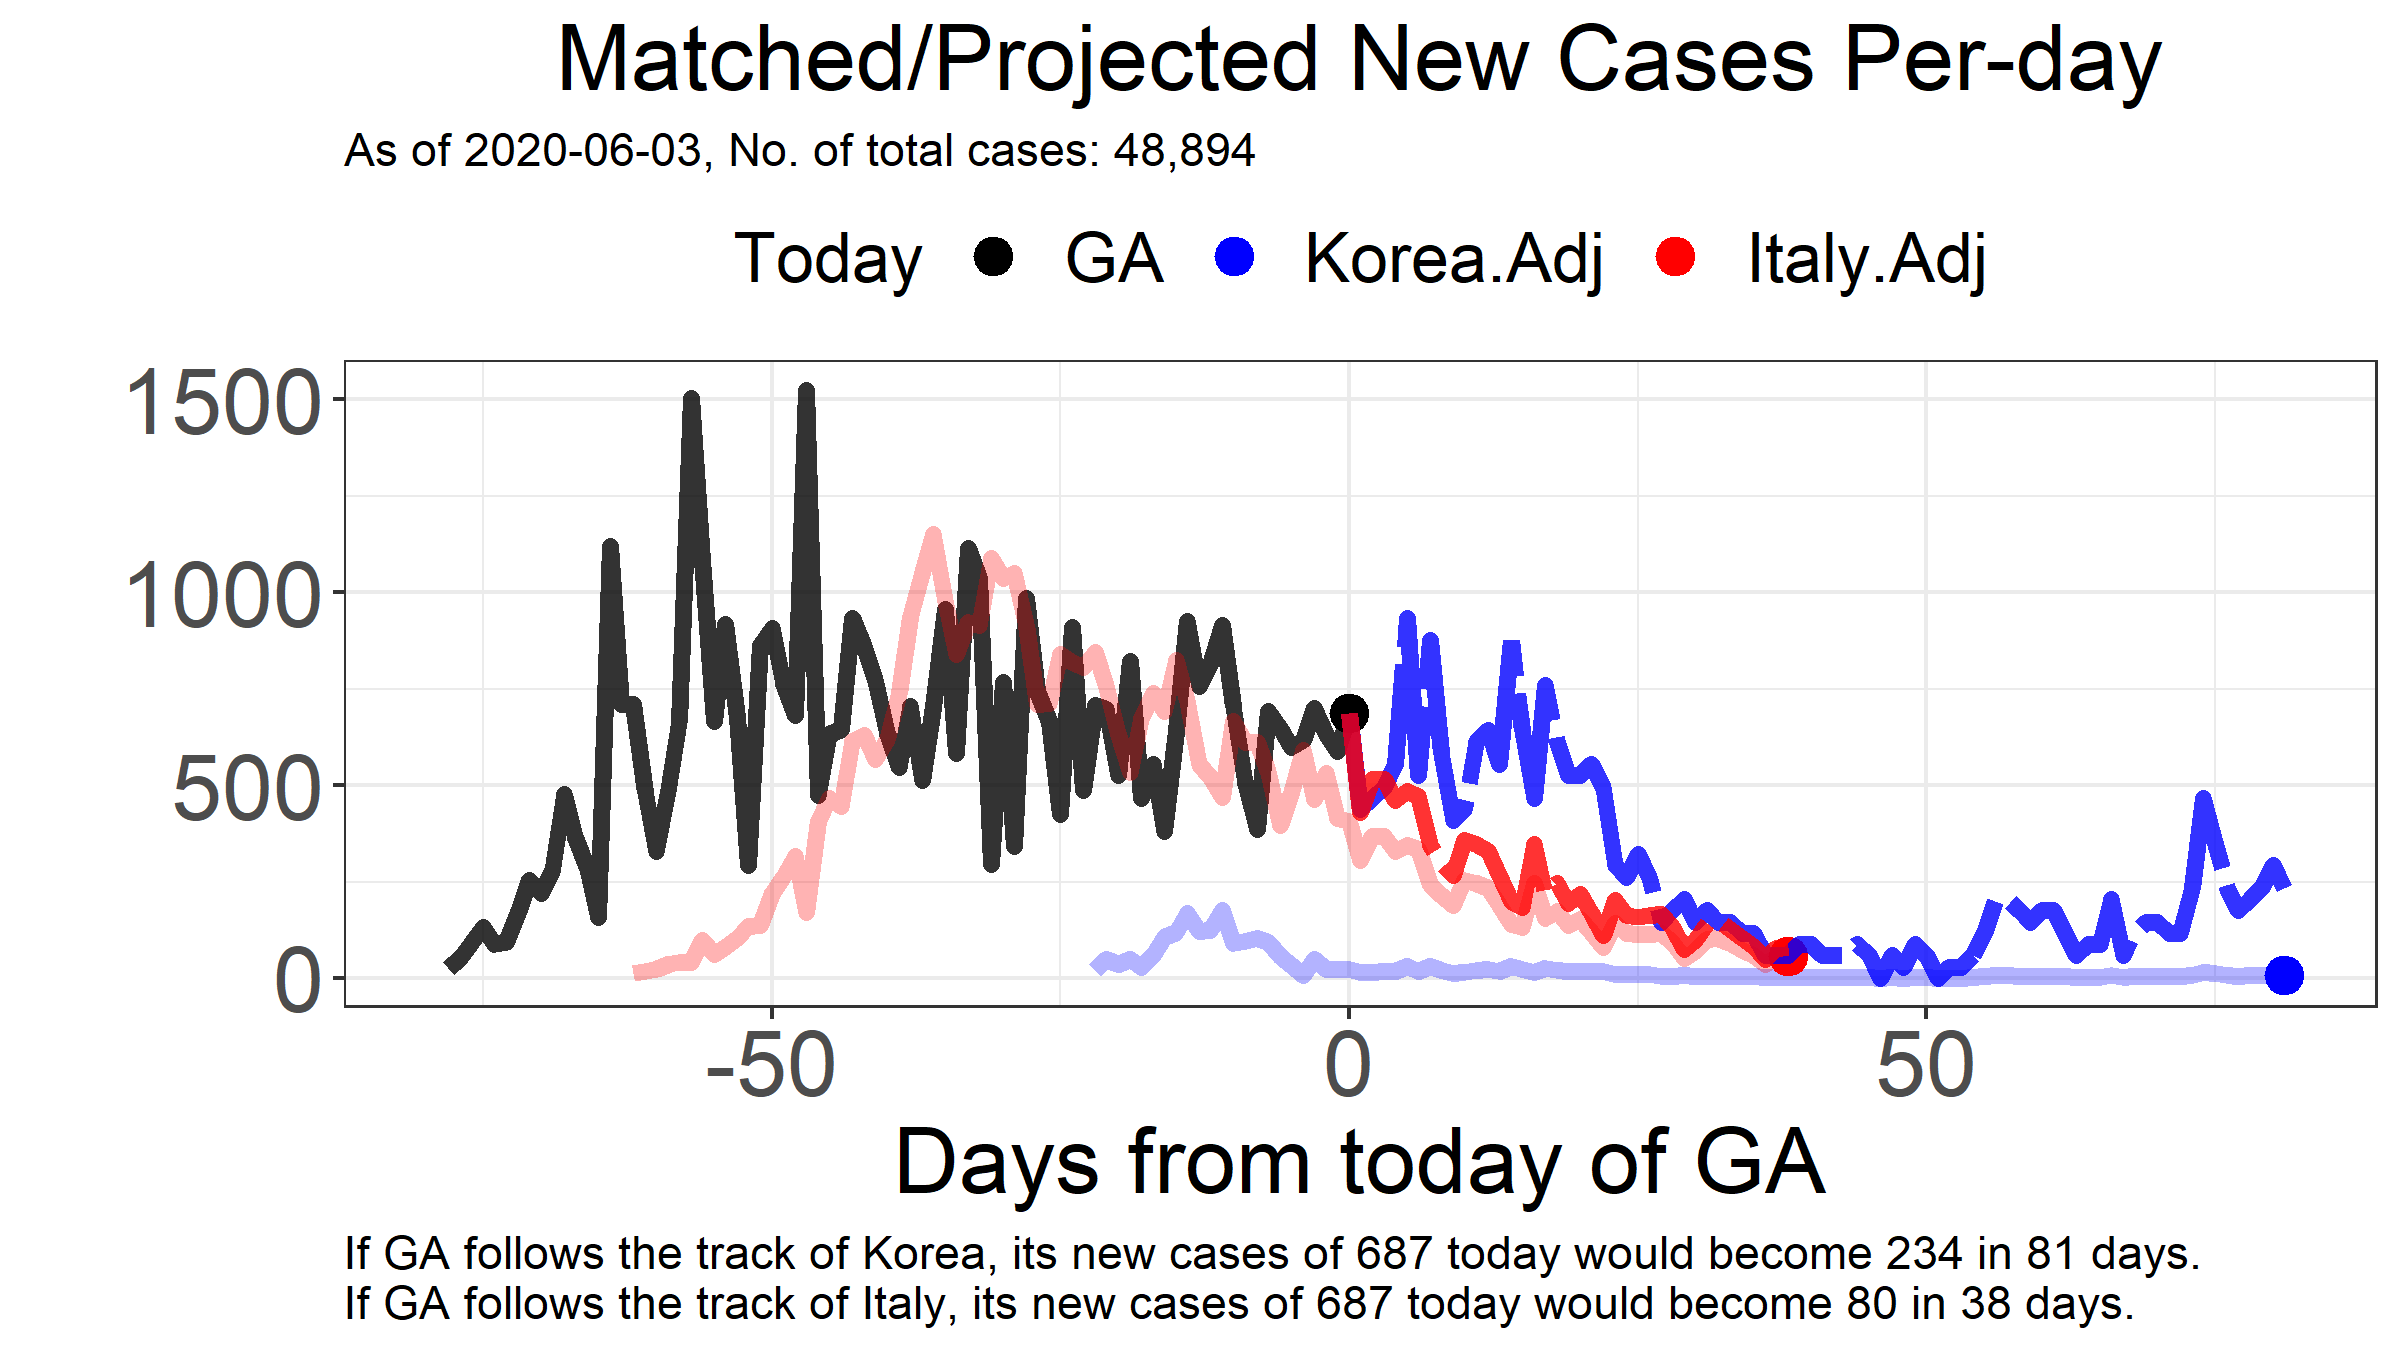 Matched/Projected New Cases Per-day
As of 2020-06-03, No. of total cases: 48,894
Today GA Korea.Adj Italy.Adj
1500
1000
500
0
-50 0 50
Days from today of GA
If GA follows the track of Korea, its new cases of 687 today would become 234 in 81 days.
If GA follows the track of Italy, its new cases of 687 today would become 80 in 38 days.